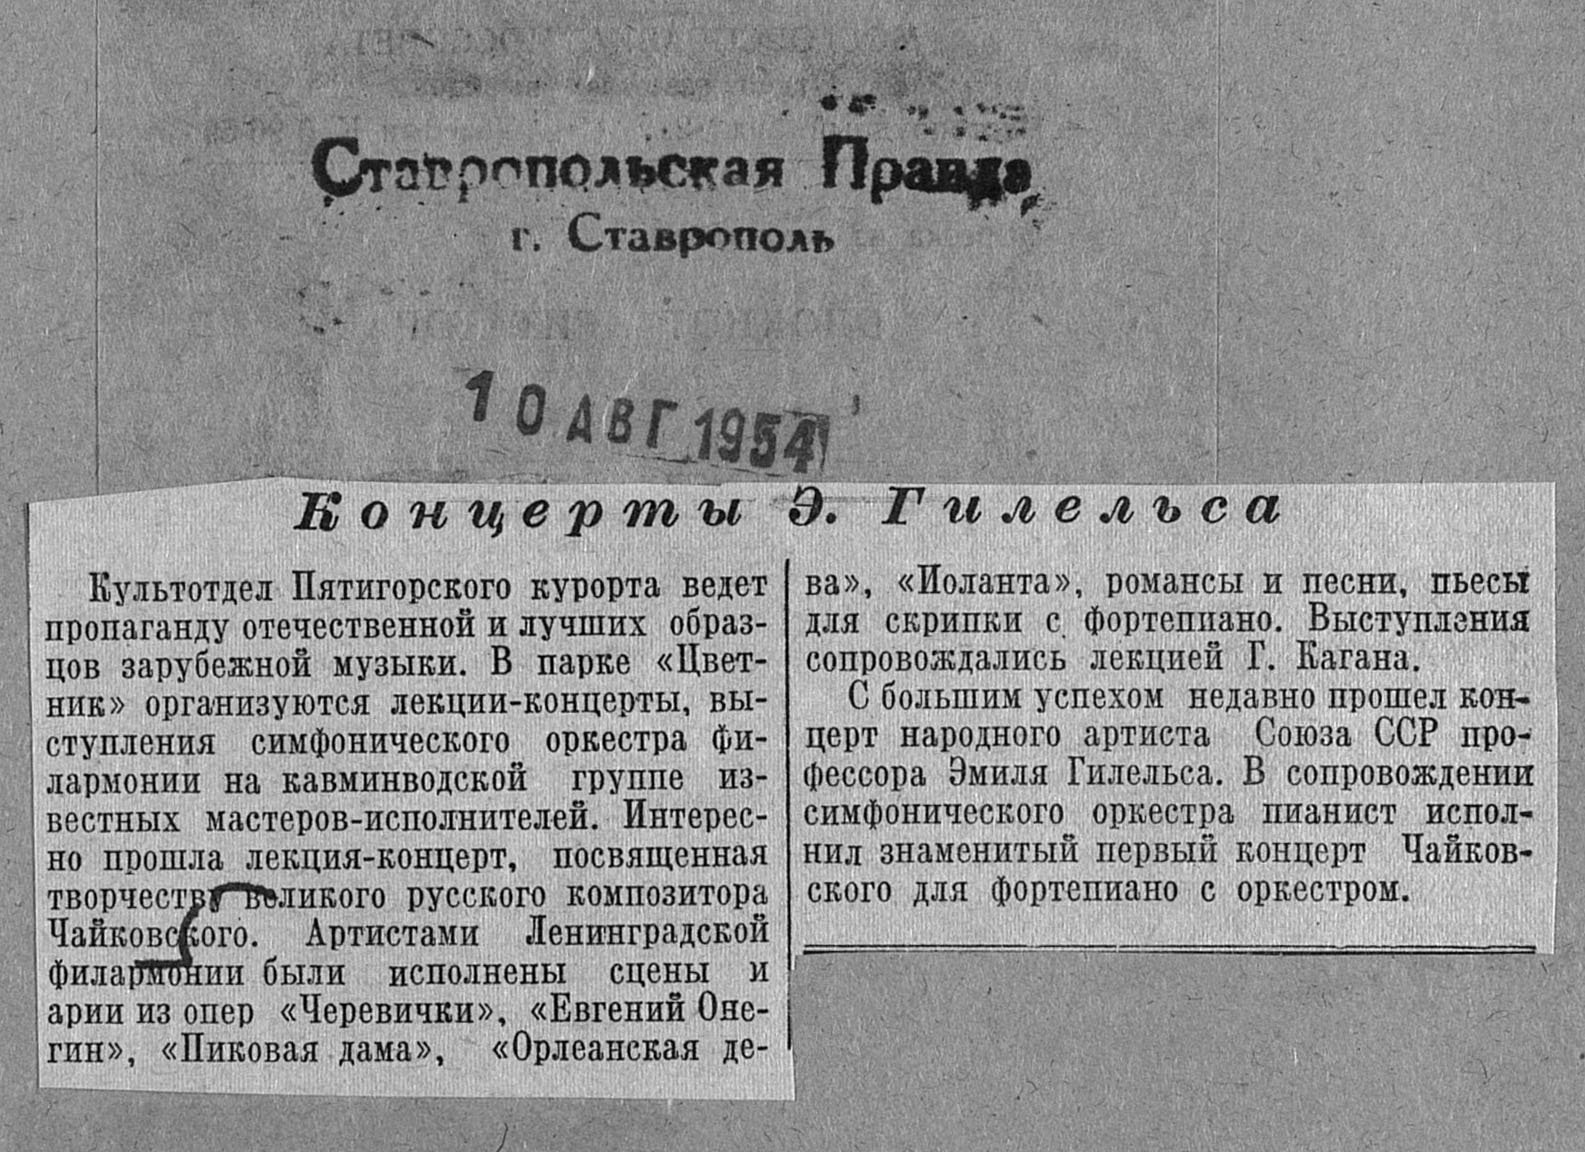 Ставропольская Правда
г. Ставрополь
10 АВГ 1954
Концерты Э. Гилельса
Культотдел Пятигорского курорта ведет
пропаганду отечественной и лучших образ-
цов зарубежной музыки. В парке «Цвет-
ник» организуются лекции-концерты, вы-
ступления симфонического оркестра фи-
лармонии на кавминводской группе из-
вестных мастеров-исполнителей. Интерес-
но прошла лекция-концерт, посвященная
творчеству великого русского композитора
Чайковского. Артистами Ленинградской
филармонии были исполнены сцены и
арии из опер «Черевички», «Евгений Оне-
гин», «Пиковая дама», «Орлеанская де-
ва», «Иоланта», романсы и песни, пьесы
для скрипки с фортепиано. Выступления
сопровождались лекцией Г. Кагана.
С большим успехом недавно прошел кон-
церт народного артиста Союза ССР про-
фессора Эмиля Гилельса. В сопровождении
симфонического оркестра пианист испол-
нил знаменитый первый концерт Чайков-
ского для фортепиано с оркестром.